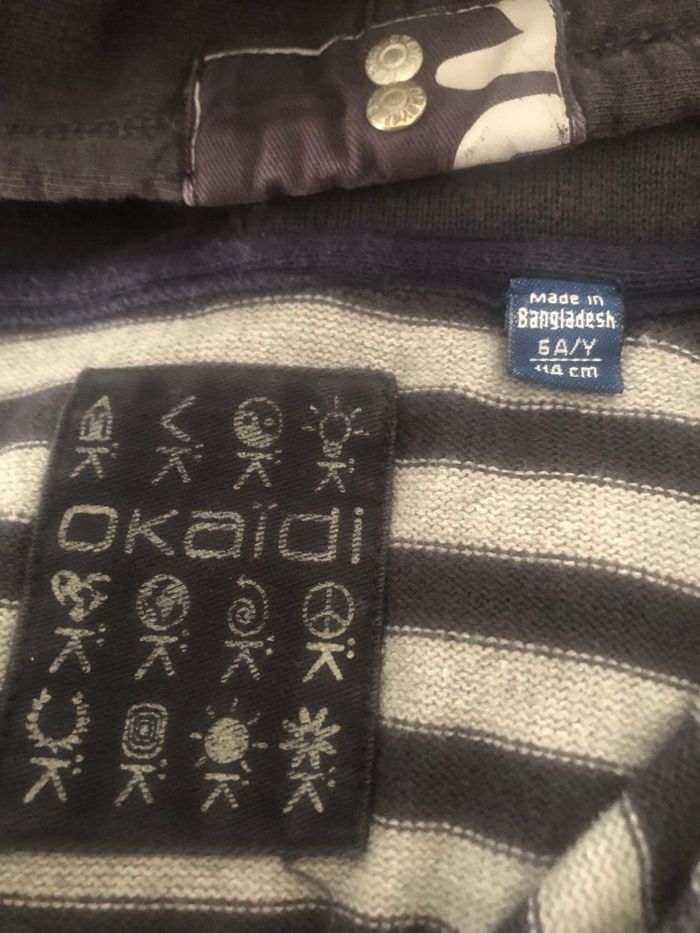 Made in
Bangladesh
6A/Y
114 cm
OKaïdi